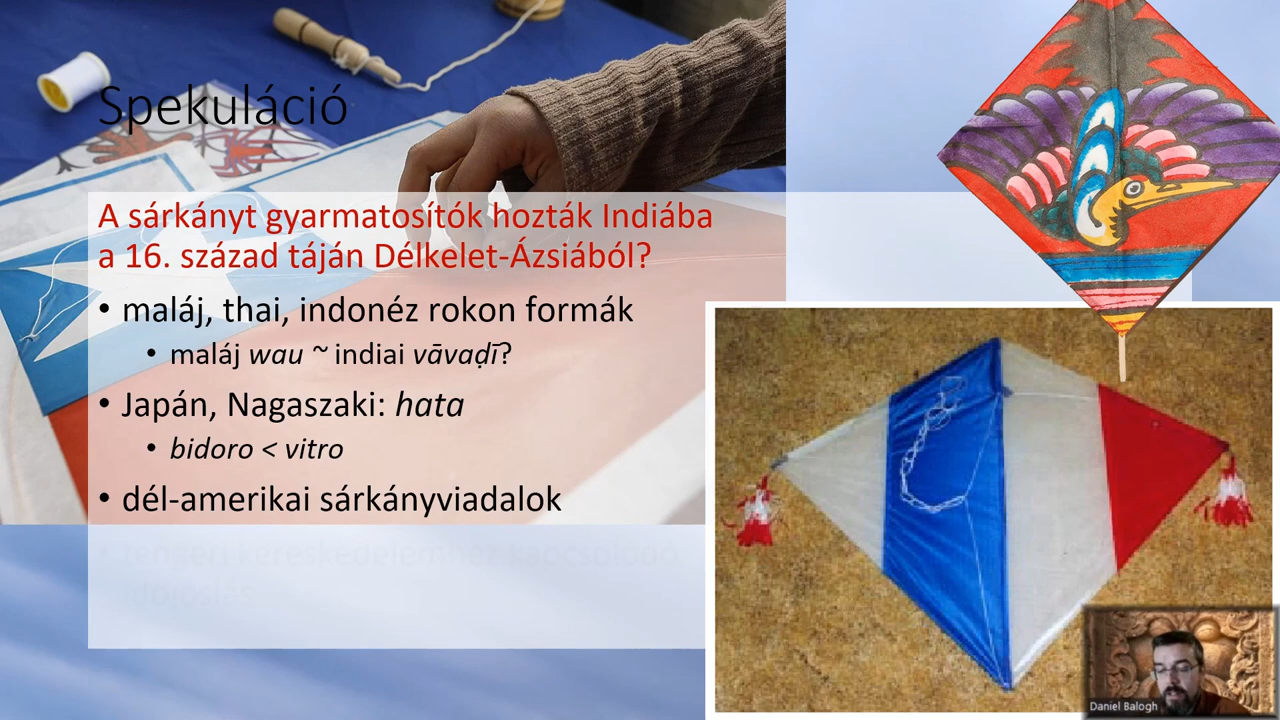 Spekuláció
A sárkányt gyarmatosítók hozták Indiába
a 16. század táján Délkelet-Ázsiából?
• maláj, thai, indonéz rokon formák
• maláj wau ~ indiai vāvaḍī?
• Japán, Nagaszaki: hata
• bidoro < vitro
• dél-amerikai sárkányviadalok
Daniel Balogh